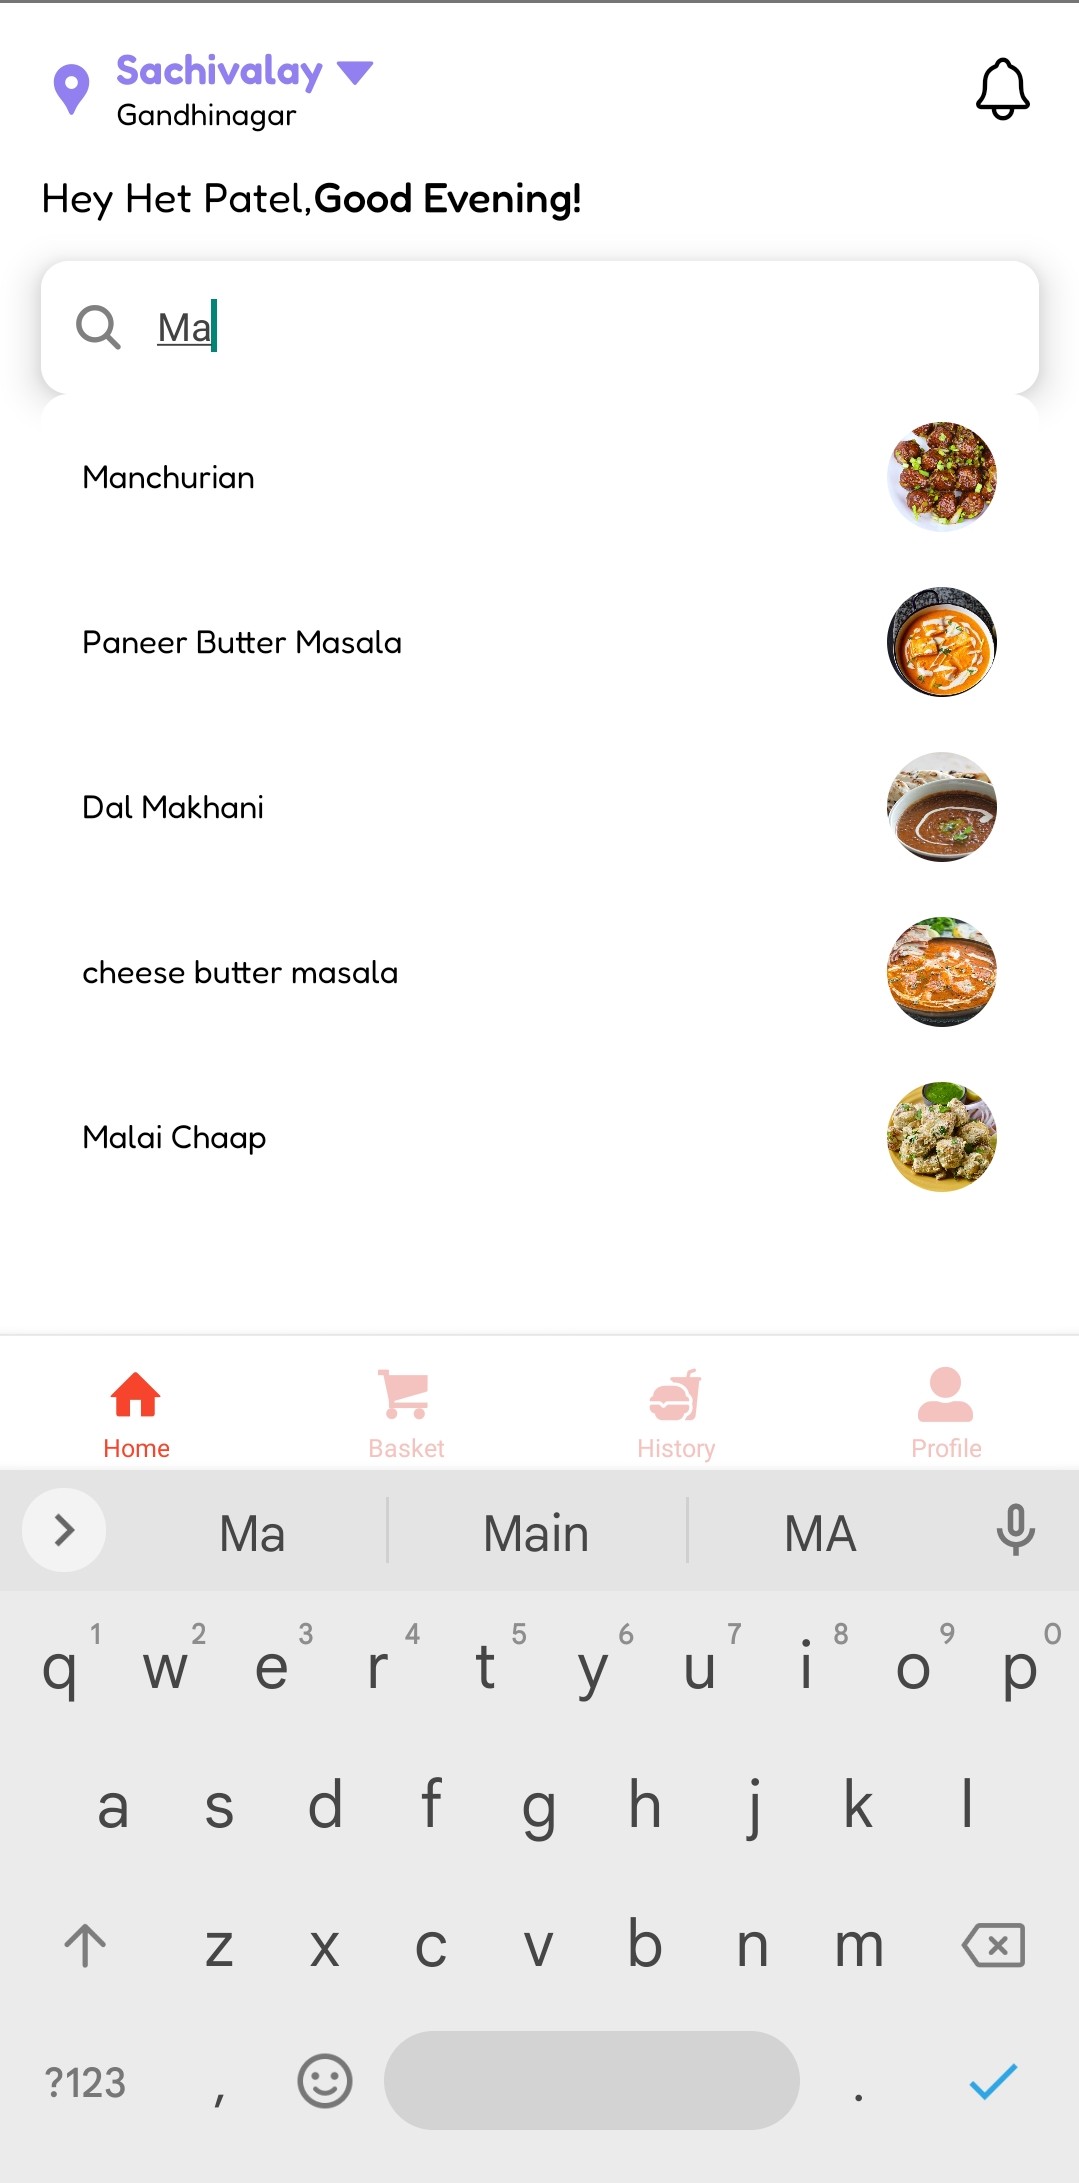 Sachivalay
Gandhinagar
Hey Het Patel,Good Evening!
Ma
Manchurian
Paneer Butter Masala
Dal Makhani
cheese butter masala
Malai Chaap
Home Basket History Profile
Ma Main MA
1 2 3 4 5 6 7 8 9 0
q w e r t y u i o p
a s d f g h j k l
z x c v b n m
?123 , .